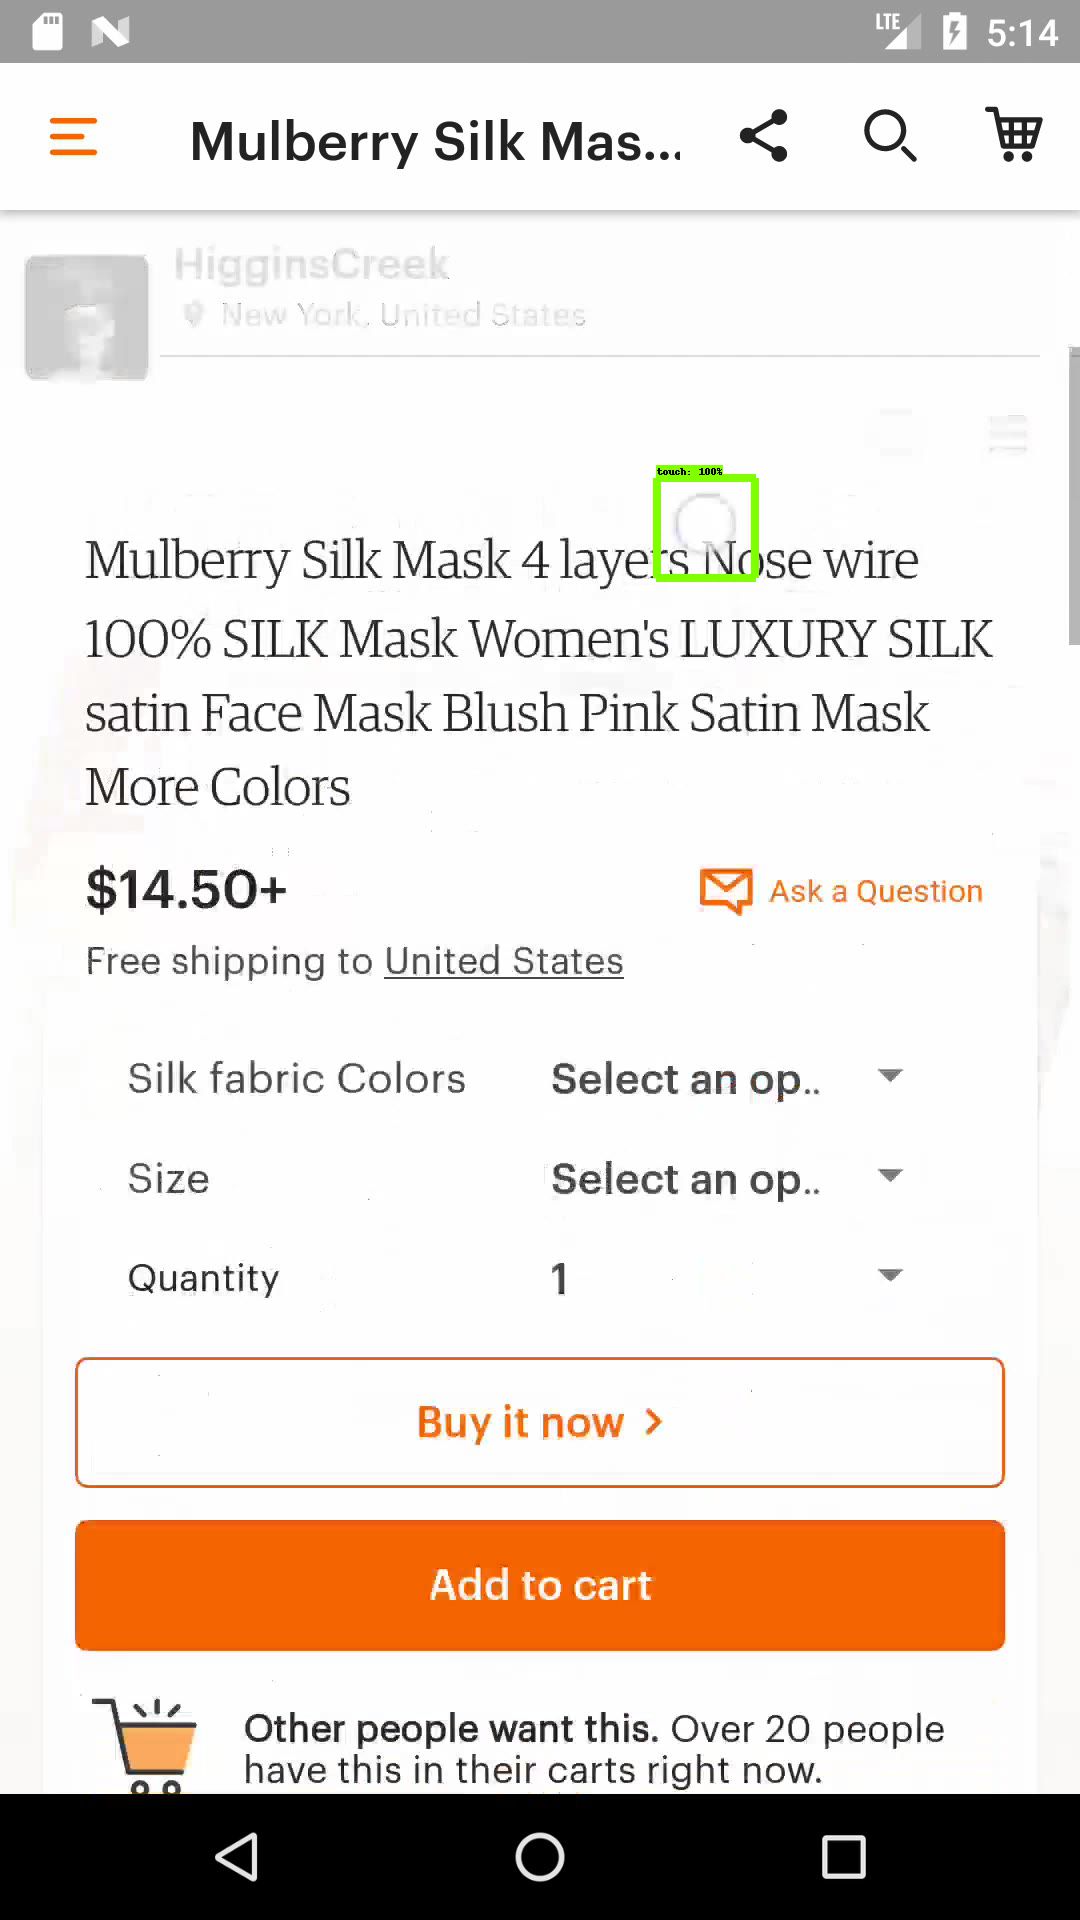 LTE 5:14
Mulberry Silk Mas...
HigginsCreek
New York, United States
touch: 100%
Mulberry Silk Mask 4 layers Nose wire
100% SILK Mask Women's LUXURY SILK
satin Face Mask Blush Pink Satin Mask
More Colors
$14.50+
Ask a Question
Free shipping to United States
Silk fabric Colors Select an op..
Size Select an op..
Quantity 1
Buy it now >
Add to cart
Other people want this. Over 20 people
have this in their carts right now.